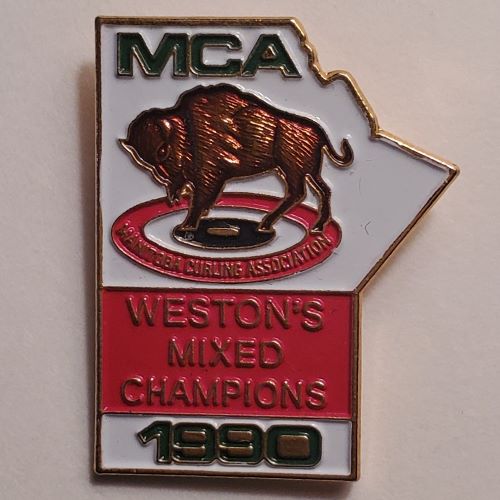 MCA
MANITOBA CURLING ASSOCIATION
WESTON'S
MIXED
CHAMPIONS
1990